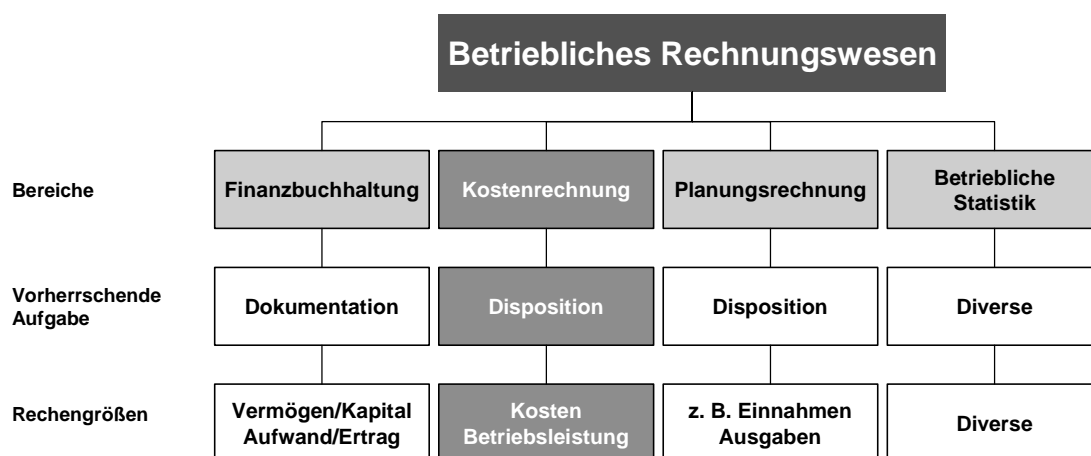 Betriebliches Rechnungswesen
Bereiche
Finanzbuchhaltung
Kostenrechnung
Planungsrechnung
Betriebliche
Statistik
Vorherrschende
Aufgabe
Dokumentation
Disposition
Disposition
Diverse
Rechengrößen
Vermögen/Kapital
Aufwand/Ertrag
Kosten
Betriebsleistung
z. B. Einnahmen
Ausgaben
Diverse